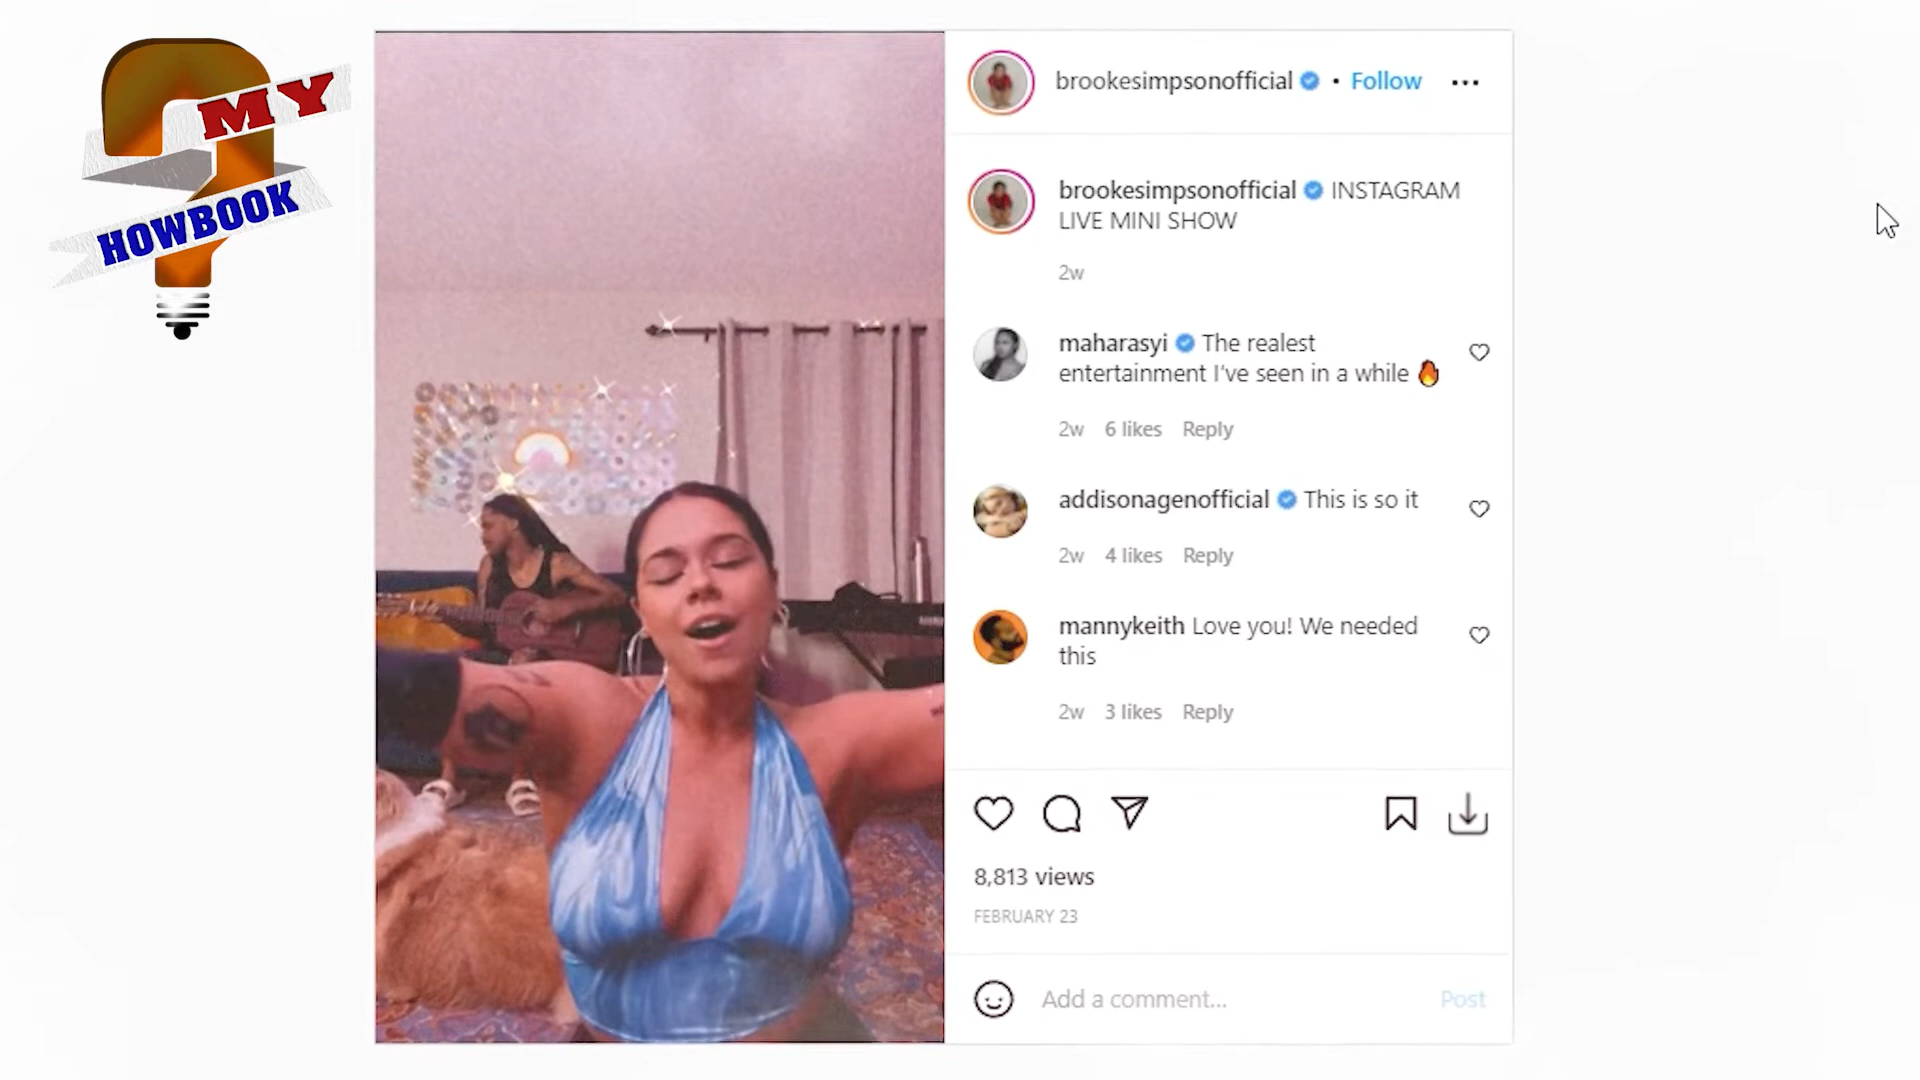 MY
HOWBOOK
brookesimpsonofficial • Follow
brookesimpsonofficial INSTAGRAM
LIVE MINI SHOW
2w
maharasyi The realest
entertainment I've seen in a while 🔥
2w 6 likes Reply
addisonagenofficial This is so it
2w 4 likes Reply
mannykeith Love you! We needed
this
2w 3 likes Reply
8,813 views
FEBRUARY 23
Add a comment... Post